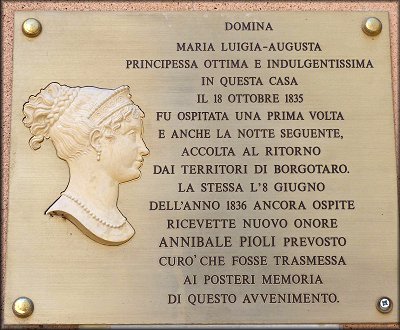 DOMINA
MARIA LUIGIA-AUGUSTA
PRINCIPESSA OTTIMA E INDULGENTISSIMA
IN QUESTA CASA
IL 18 OTTOBRE 1835
FU OSPITATA UNA PRIMA VOLTA
E ANCHE LA NOTTE SEGUENTE,
ACCOLTA AL RITORNO
DAI TERRITORI DI BORGOTARO.
LA STESSA L'8 GIUGNO
DELL'ANNO 1836 ANCORA OSPITE
RICEVETTE NUOVO ONORE
ANNIBALE PIOLI PREVOSTO
CURO' CHE FOSSE TRASMESSA
AI POSTERI MEMORIA
DI QUESTO AVVENIMENTO.